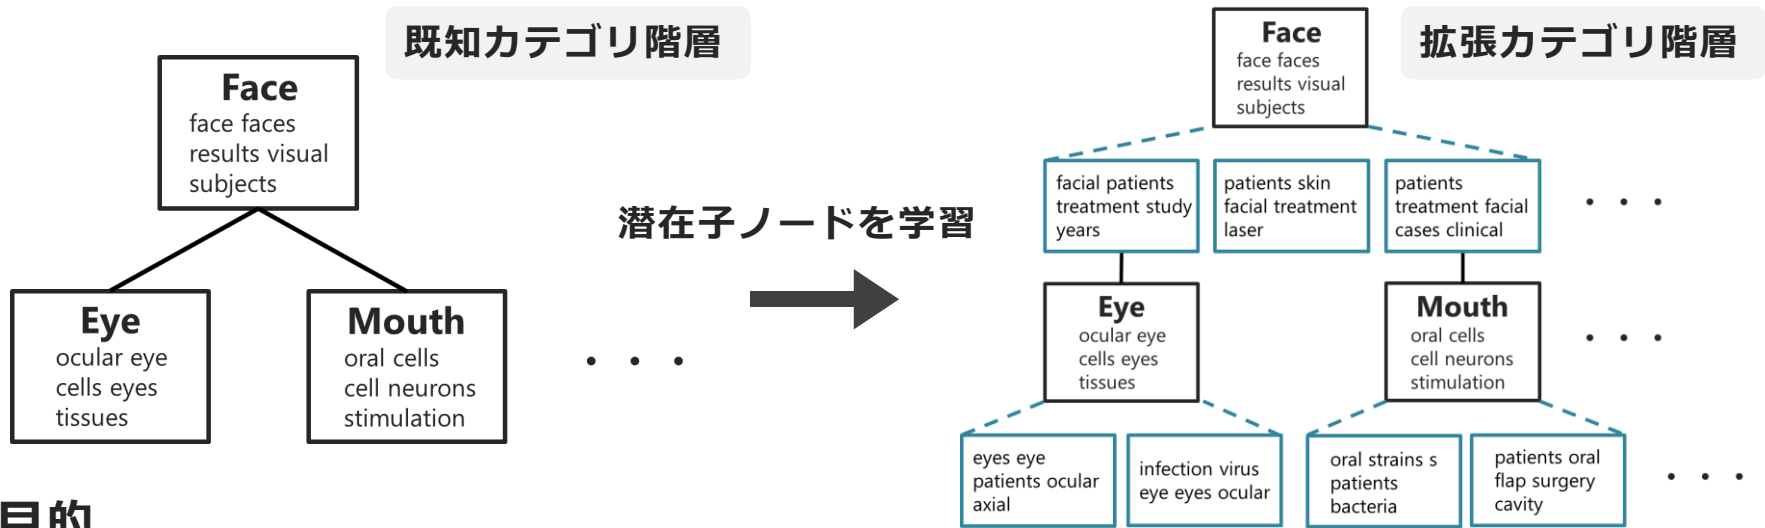 既知カテゴリ階層
Face
face faces
results visual
subjects
Eye
ocular eye
cells eyes
tissues
Mouth
oral cells
cell neurons
stimulation
・・・
潜在子ノードを学習
拡張カテゴリ階層
Face
face faces
results visual
subjects
facial patients
treatment study
years
patients skin
facial treatment
laser
patients
treatment facial
cases clinical
・・・
Eye
ocular eye
cells eyes
tissues
Mouth
oral cells
cell neurons
stimulation
・・・
eyes eye
patients ocular
axial
infection virus
eye eyes ocular
oral strains s
patients
bacteria
patients oral
flap surgery
cavity
・・・
目的